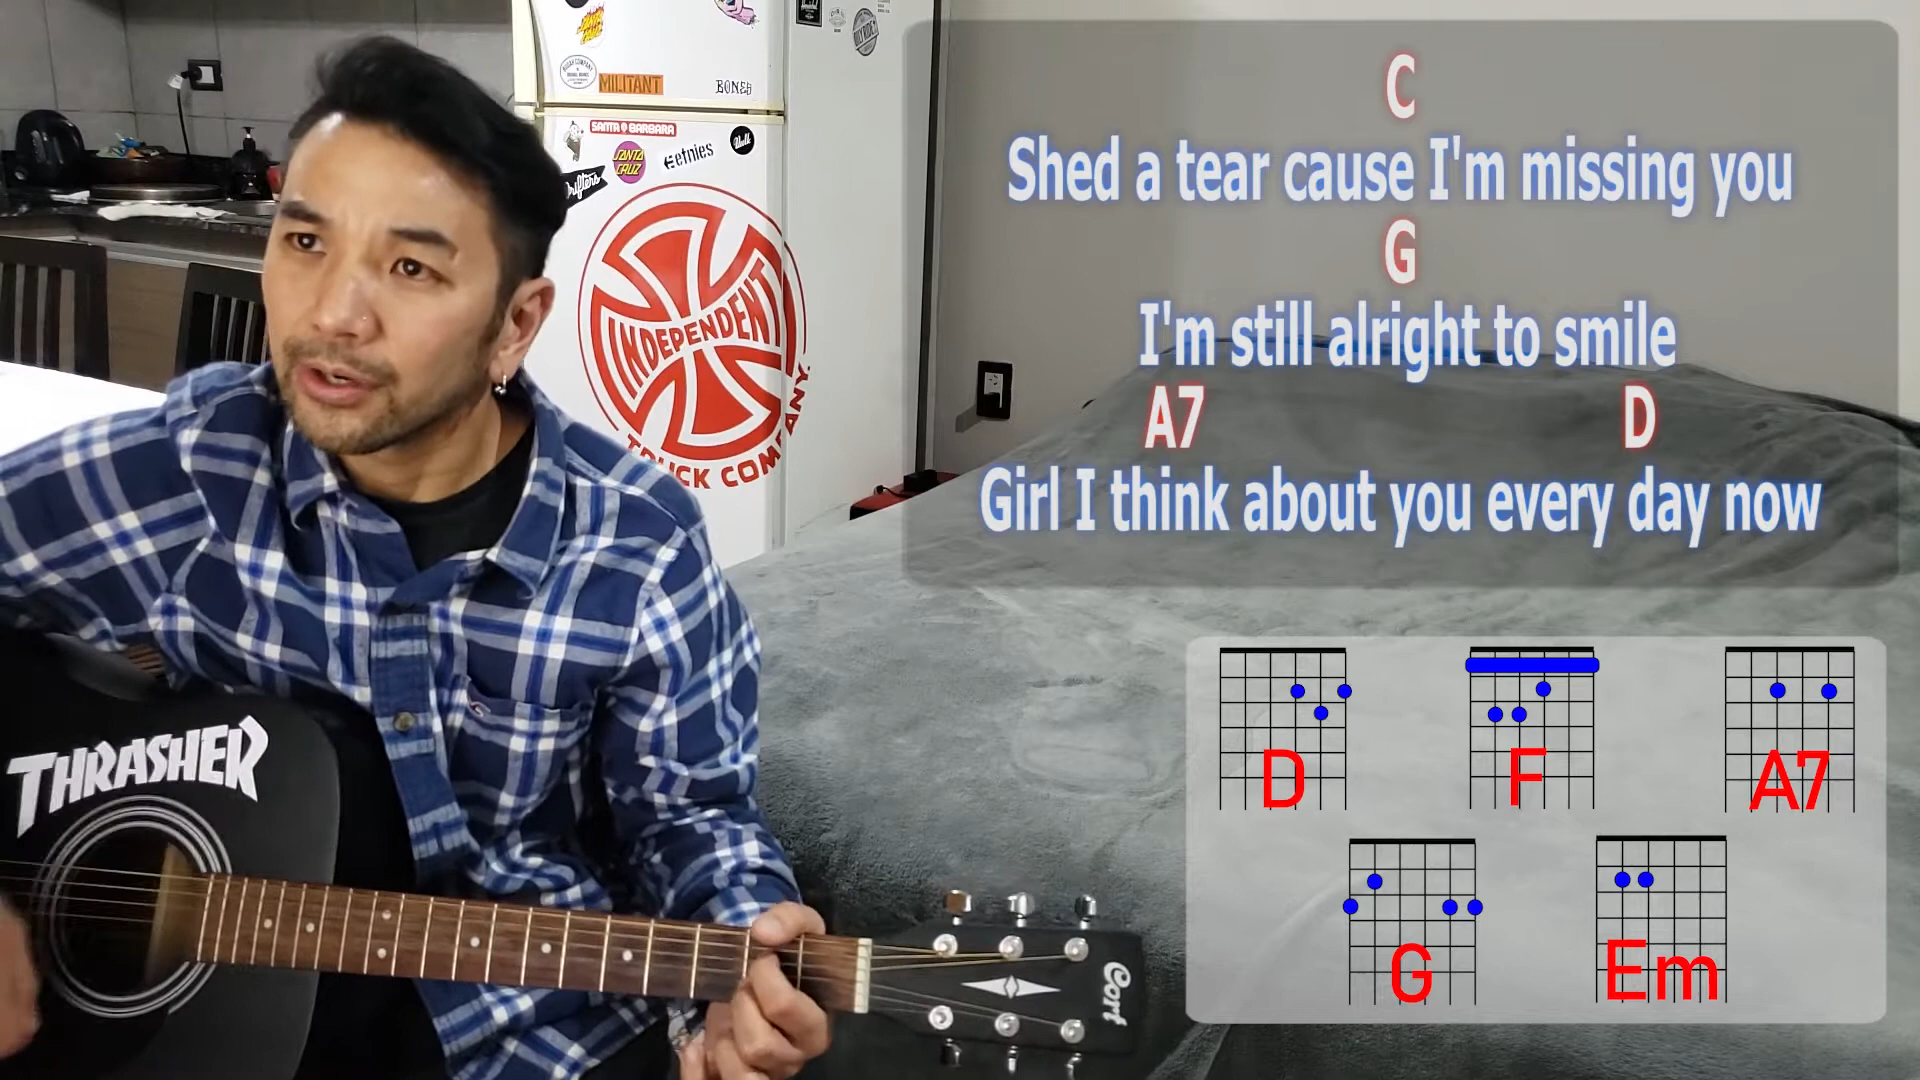 MILITANT
BONES
SANTA BARBARA
SANTA
CRUZ
etnies
Drifters
INDEPENDENT
TRUCK COMPANY
C
Shed a tear cause I'm missing you
G
I'm still alright to smile
A7 D
Girl I think about you every day now
D F A7
G Em
THRASHER
Cort